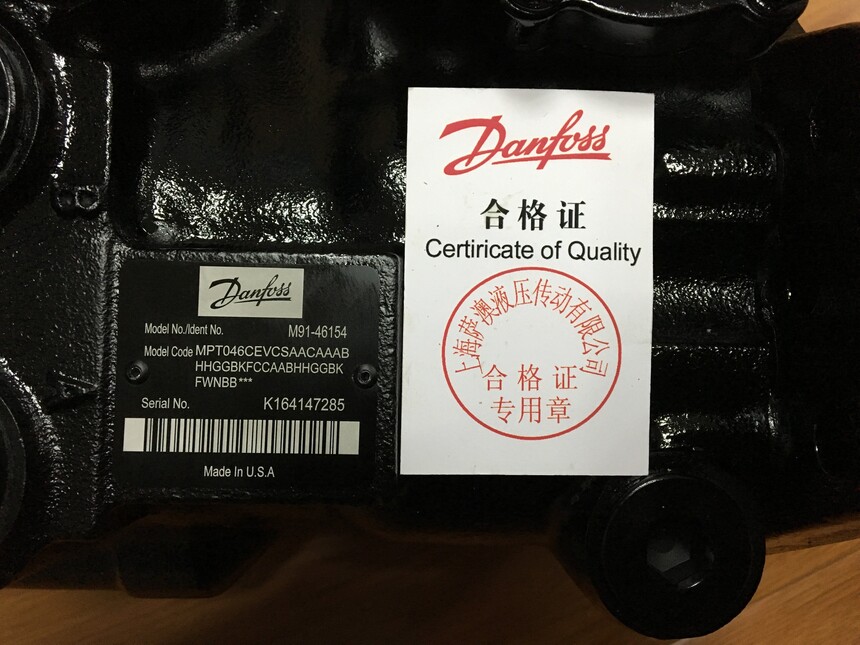 Danfoss
Model No./Ident No. M91-46154
Model Code MPT046CEVCSAACAAAB
HHGGBKFCCAABHHGGBK
FWNBB***
Serial No. K164147285
Made In U.S.A
Danfoss
合格证
Certiricate of Quality
上海萨澳液压传动有限公司
合格证
专用章